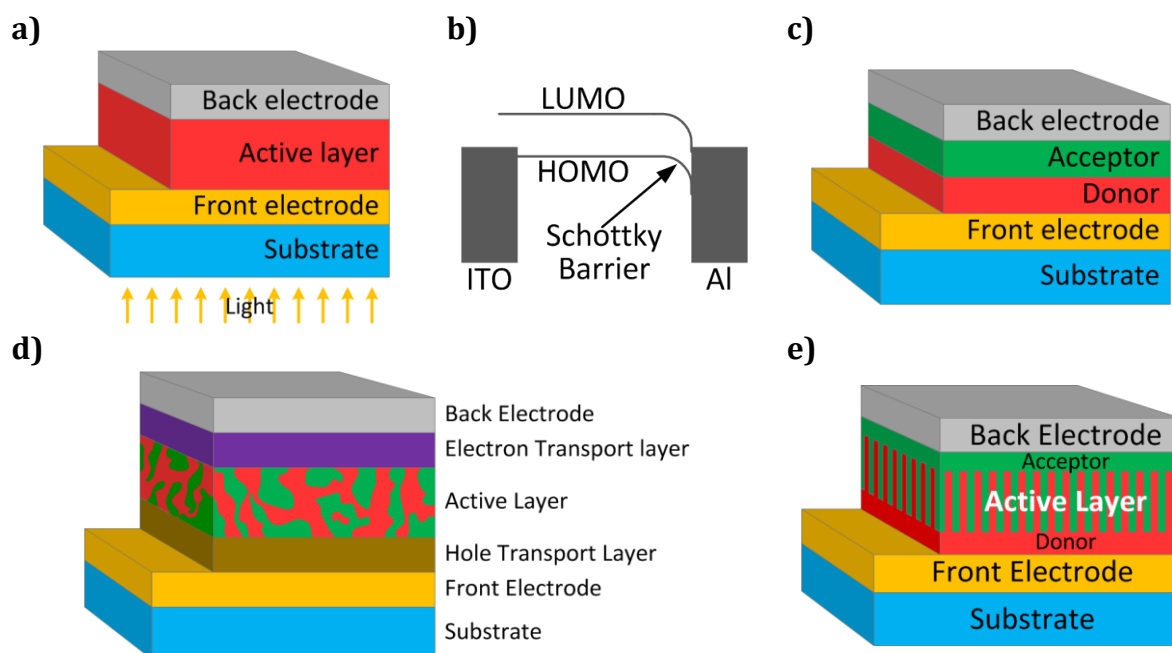 a)
Back electrode
Active layer
Front electrode
Substrate
Light
b)
LUMO
HOMO
Schottky
Barrier
ITO
Al
c)
Back electrode
Acceptor
Donor
Front electrode
Substrate
d)
Back Electrode
Electron Transport layer
Active Layer
Hole Transport Layer
Front Electrode
Substrate
e)
Back Electrode
Acceptor
Active Layer
Donor
Front Electrode
Substrate